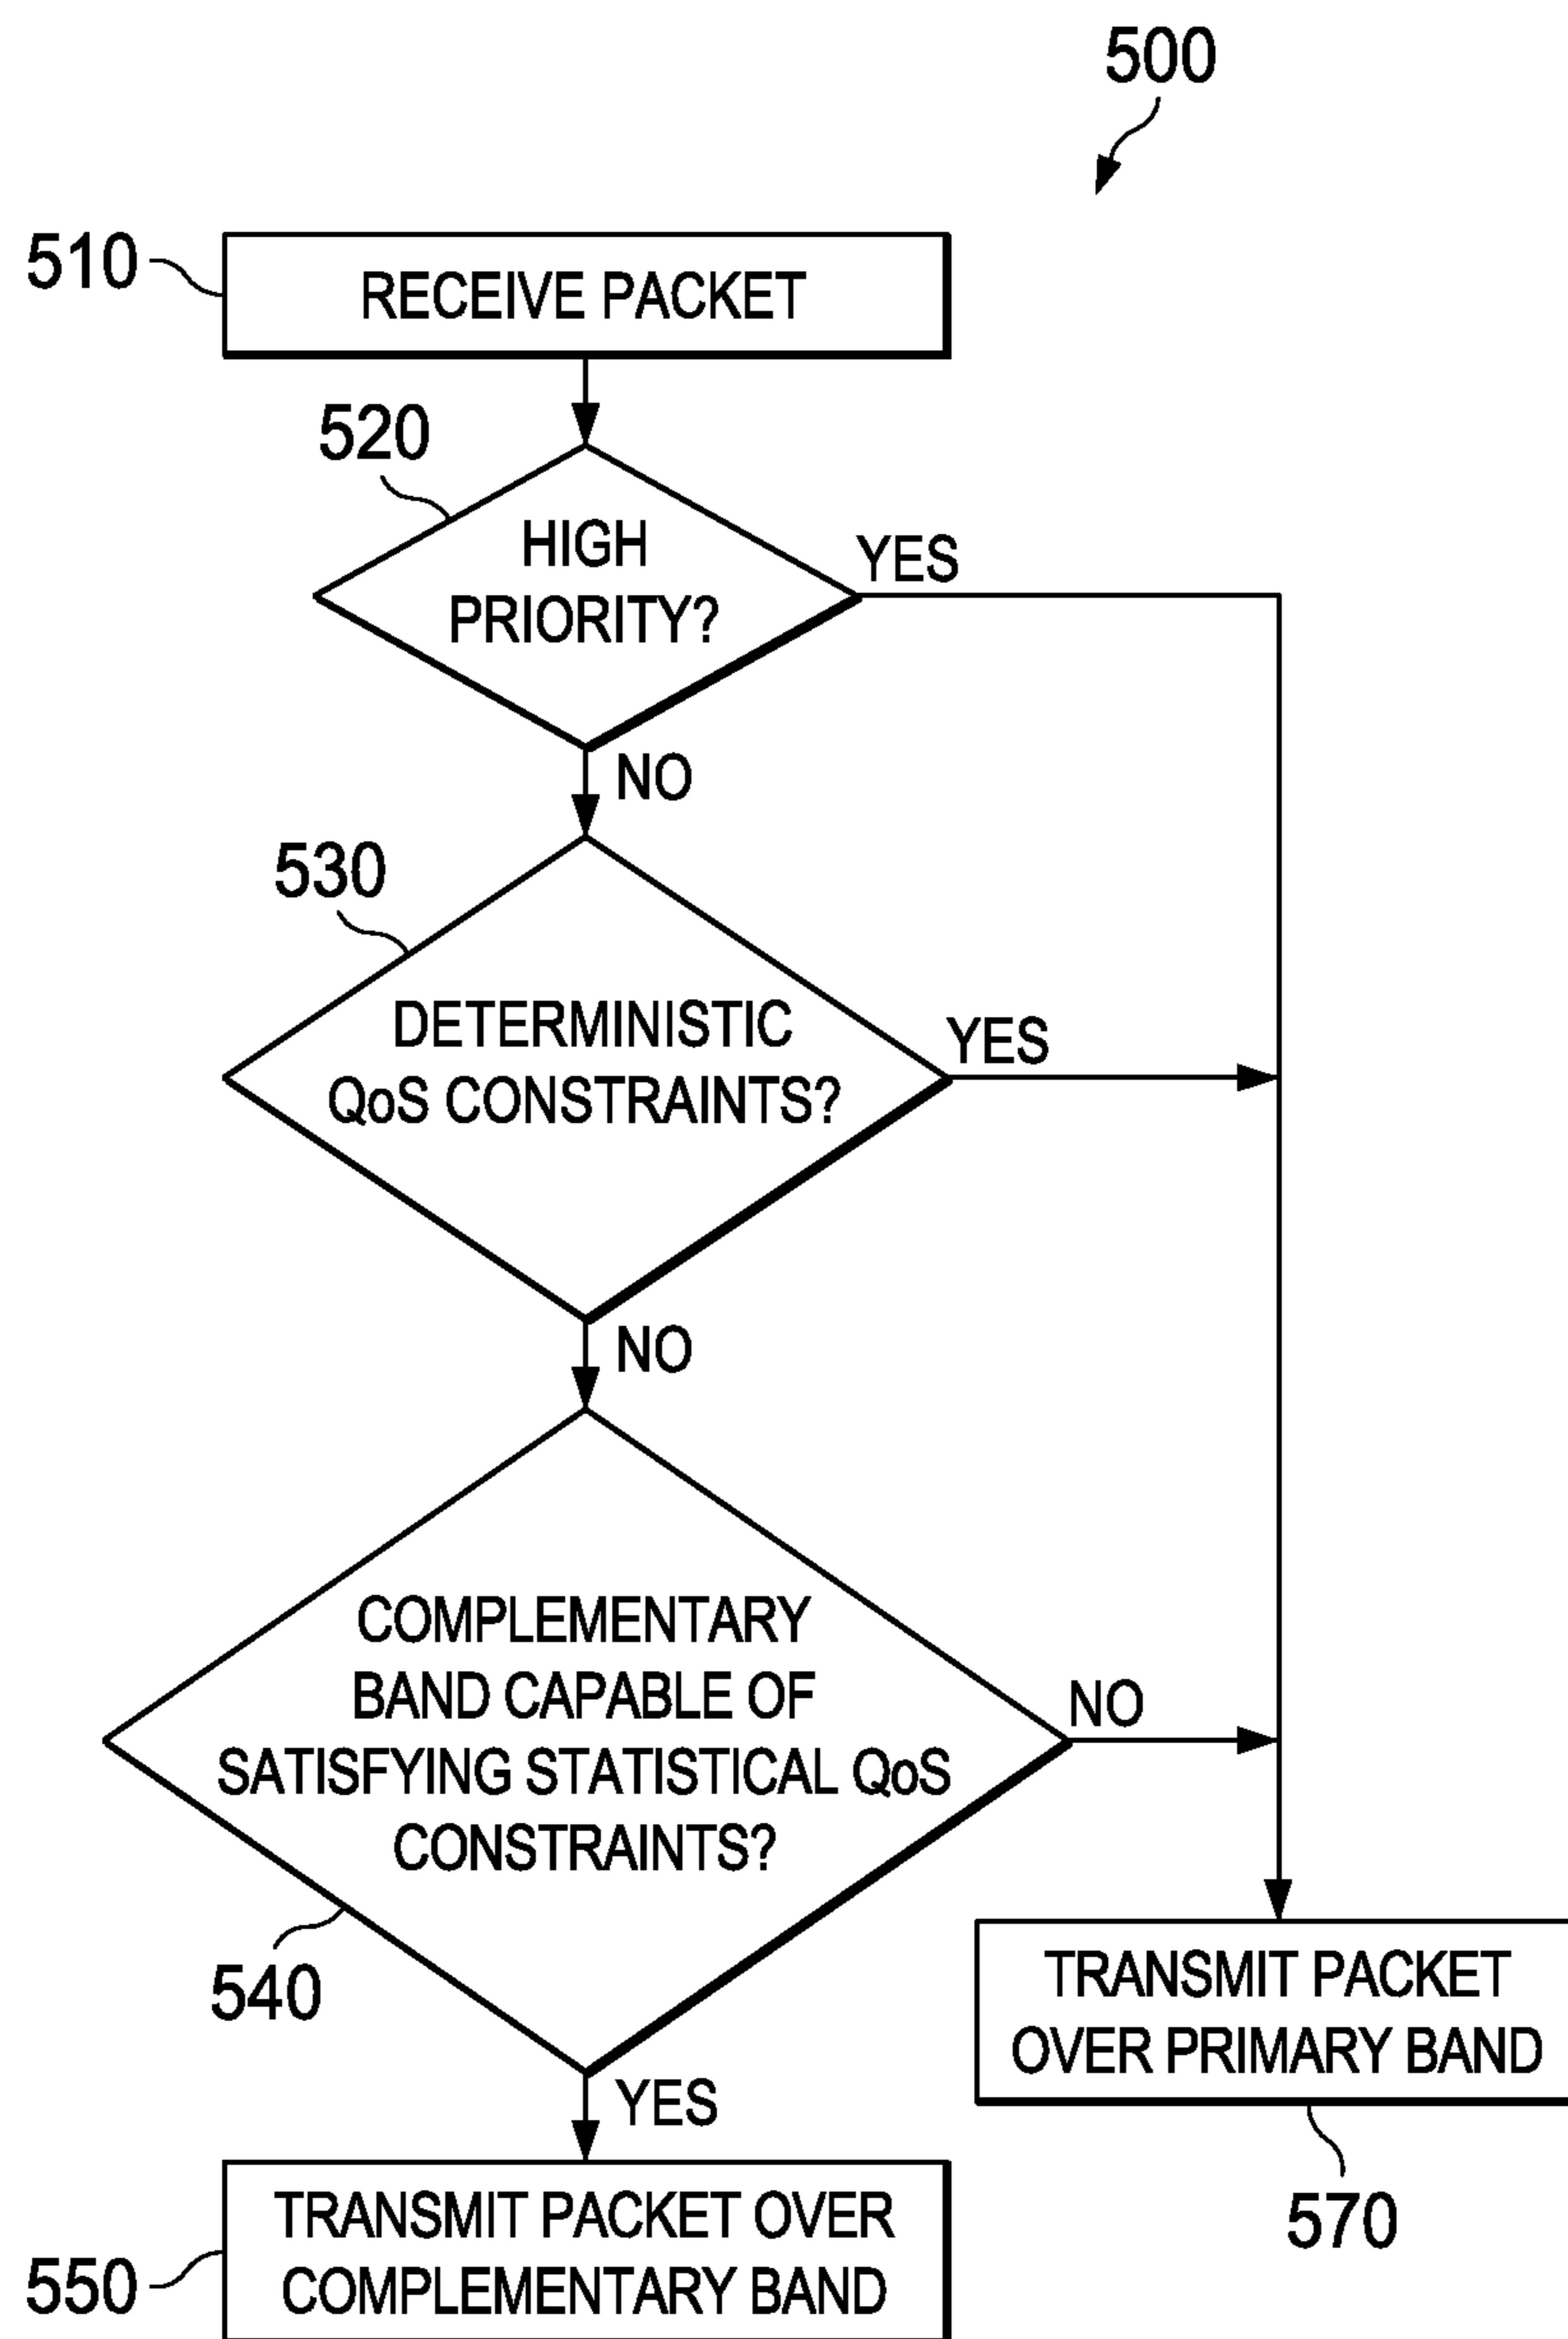 500
510
RECEIVE PACKET
520
HIGH
PRIORITY?
YES
NO
530
DETERMINISTIC
QoS CONSTRAINTS?
YES
NO
COMPLEMENTARY
BAND CAPABLE OF
SATISFYING STATISTICAL QoS
CONSTRAINTS?
NO
540
YES
TRANSMIT PACKET
OVER PRIMARY BAND
570
550
TRANSMIT PACKET OVER
COMPLEMENTARY BAND